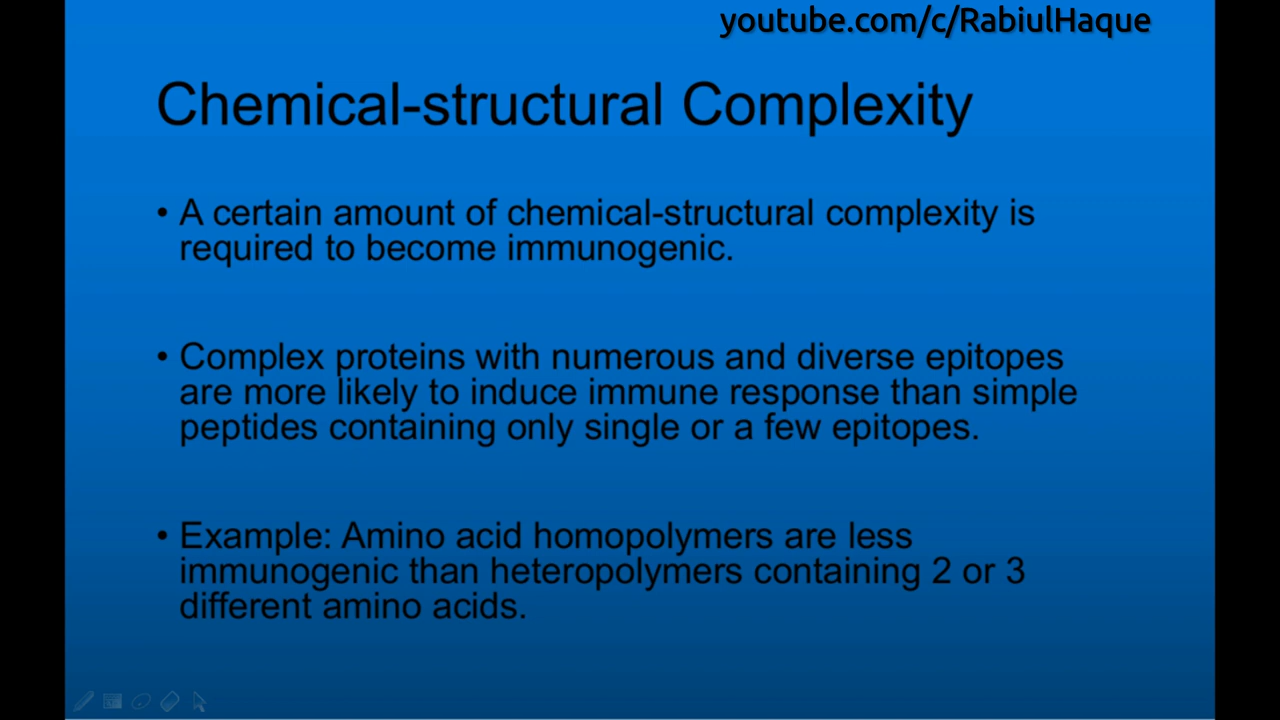 youtube.com/c/RabiulHaque
Chemical-structural Complexity
• A certain amount of chemical-structural complexity is
required to become immunogenic.
• Complex proteins with numerous and diverse epitopes
are more likely to induce immune response than simple
peptides containing only single or a few epitopes.
• Example: Amino acid homopolymers are less
immunogenic than heteropolymers containing 2 or 3
different amino acids.